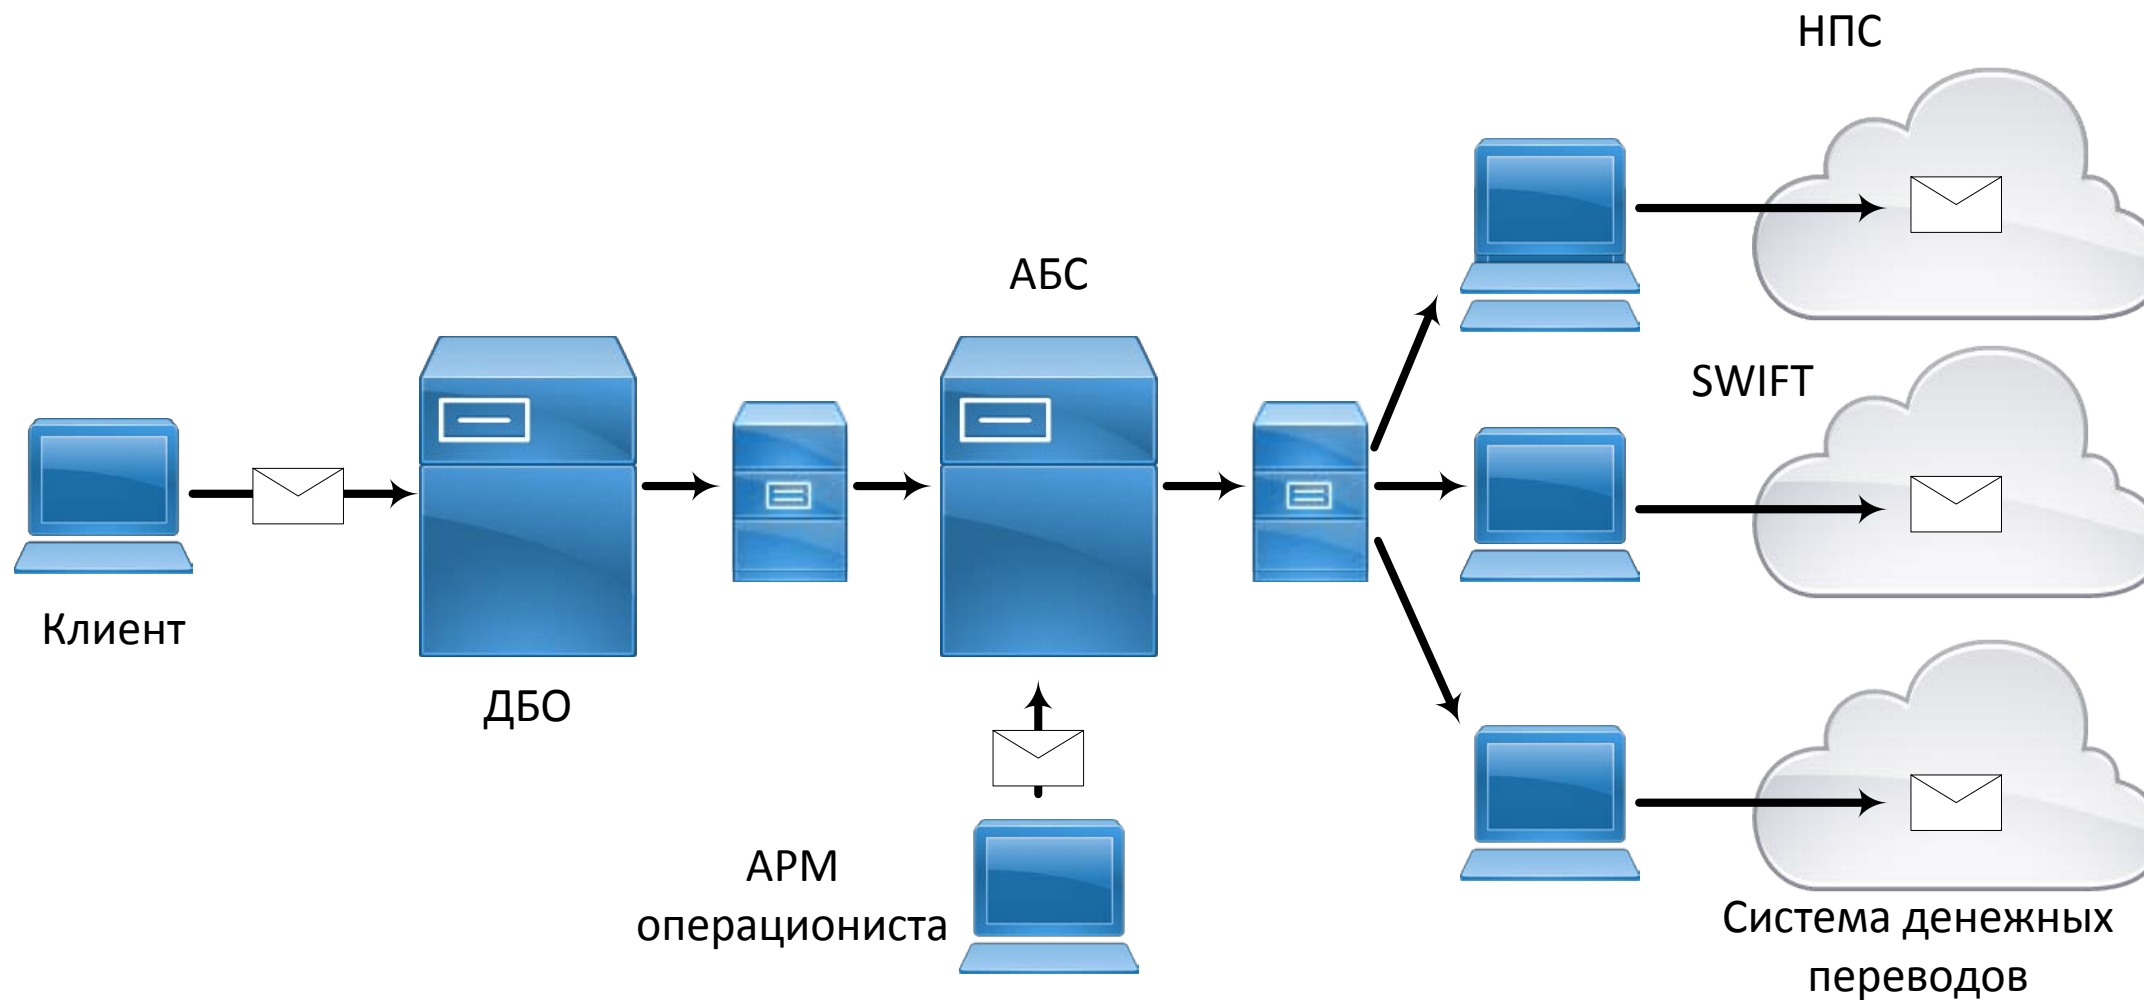 НПС
АБС
SWIFT
Клиент
ДБО
АРМ
операциониста
Система денежных
переводов